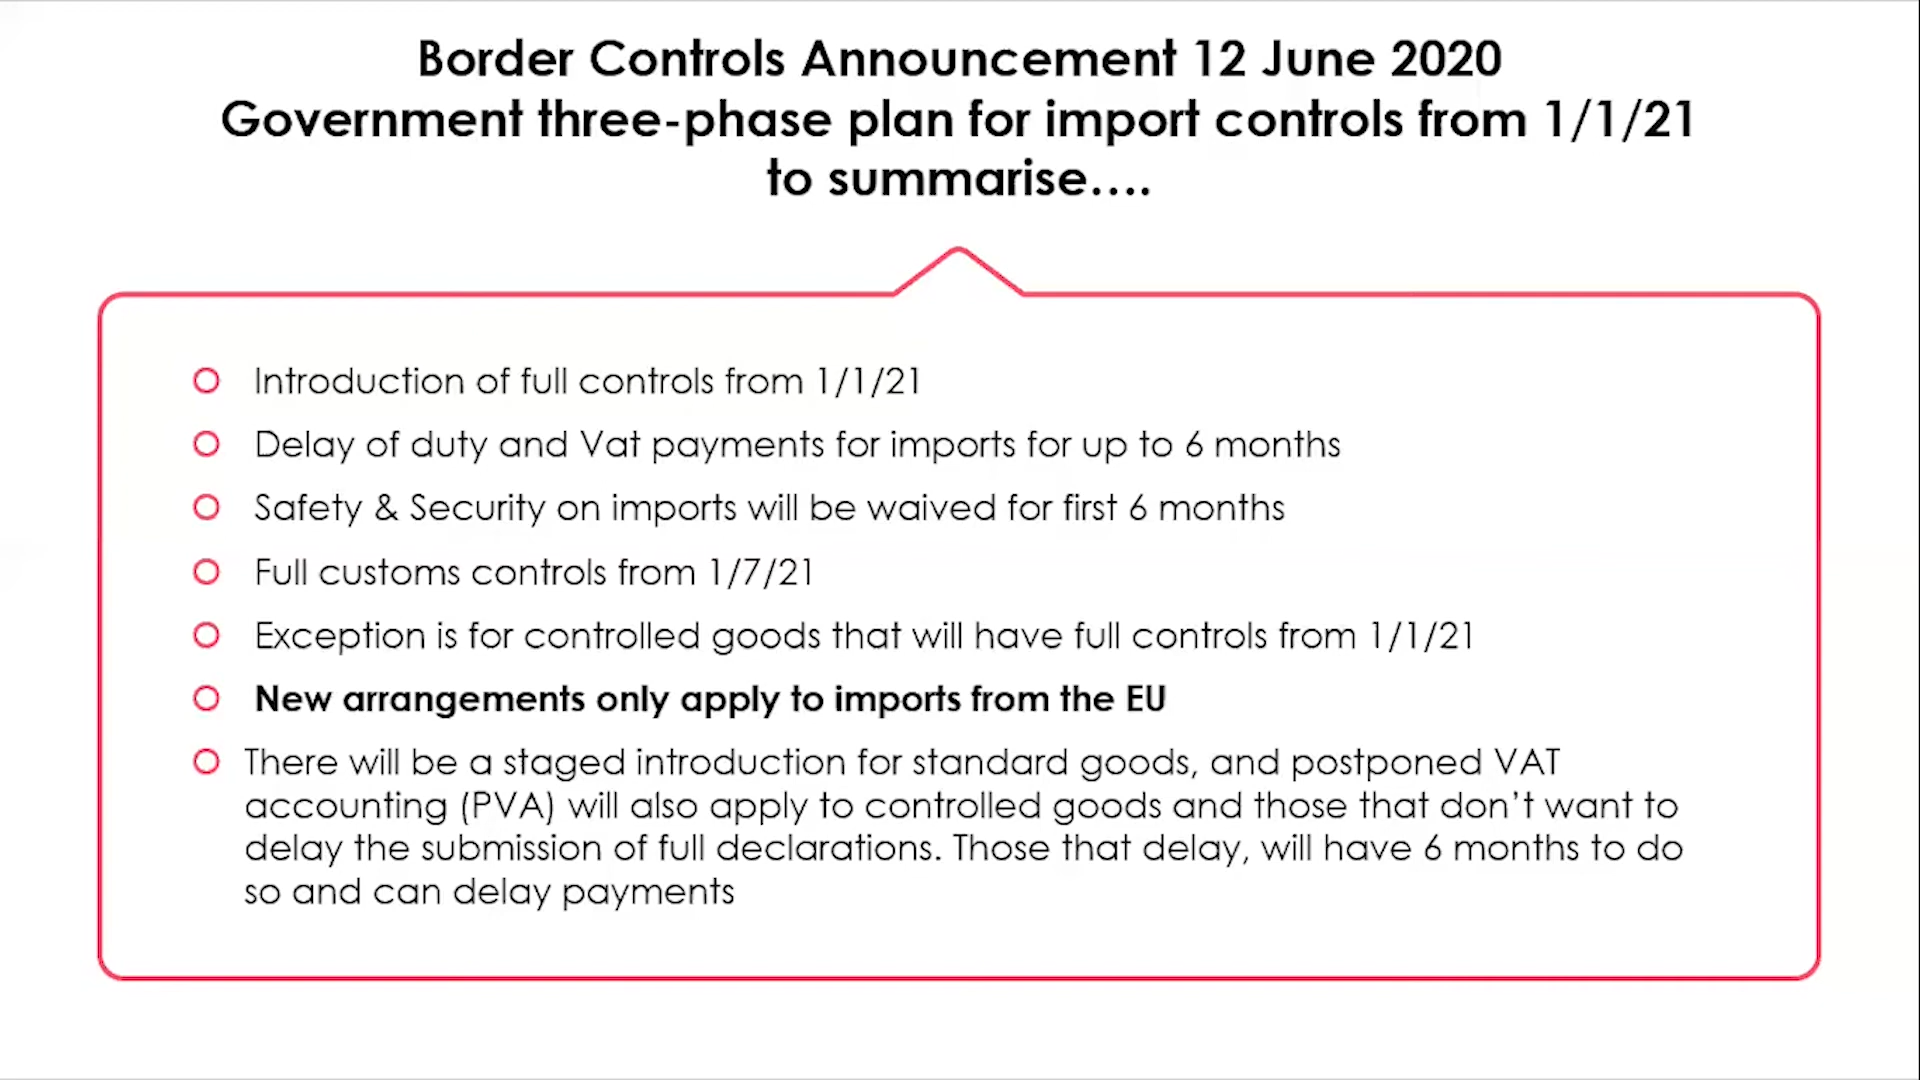 Border Controls Announcement 12 June 2020
Government three-phase plan for import controls from 1/1/21
to summarise....
Introduction of full controls from 1/1/21
Delay of duty and Vat payments for imports for up to 6 months
Safety & Security on imports will be waived for first 6 months
Full customs controls from 1/7/21
Exception is for controlled goods that will have full controls from 1/1/21
New arrangements only apply to imports from the EU
There will be a staged introduction for standard goods, and postponed VAT
accounting (PVA) will also apply to controlled goods and those that don't want to
delay the submission of full declarations. Those that delay, will have 6 months to do
so and can delay payments